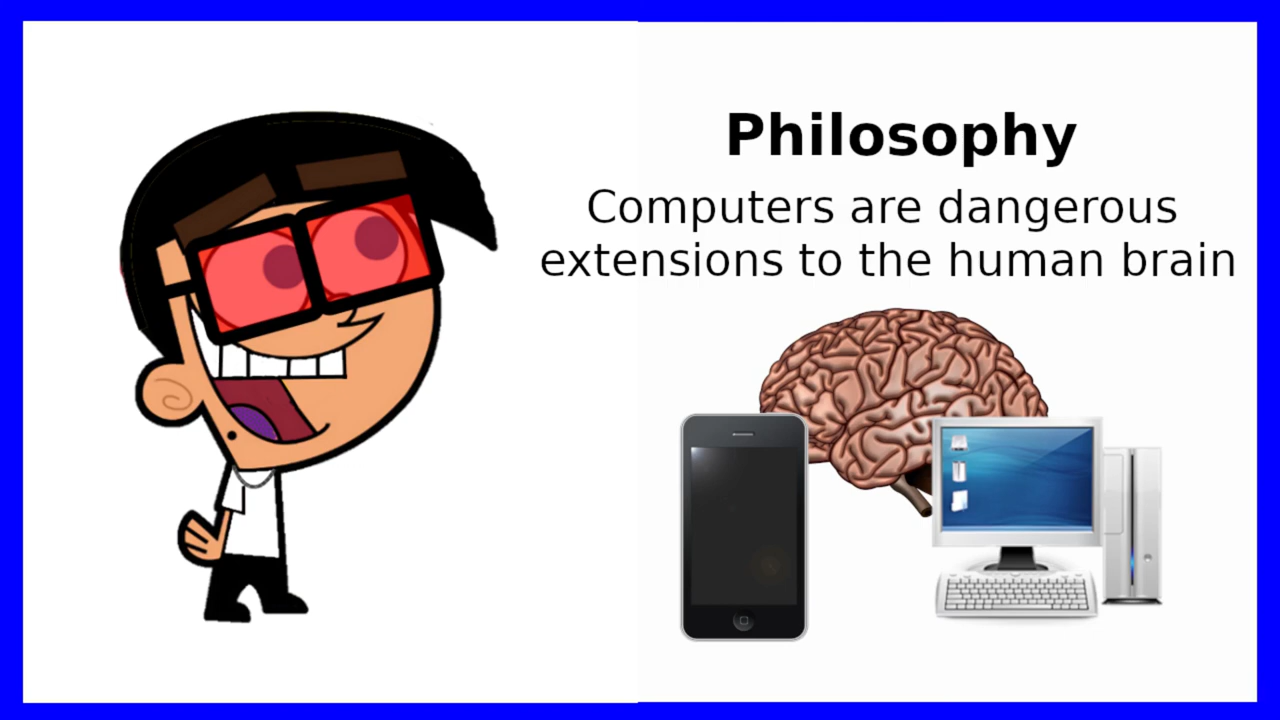 Philosophy
Computers are dangerous
extensions to the human brain